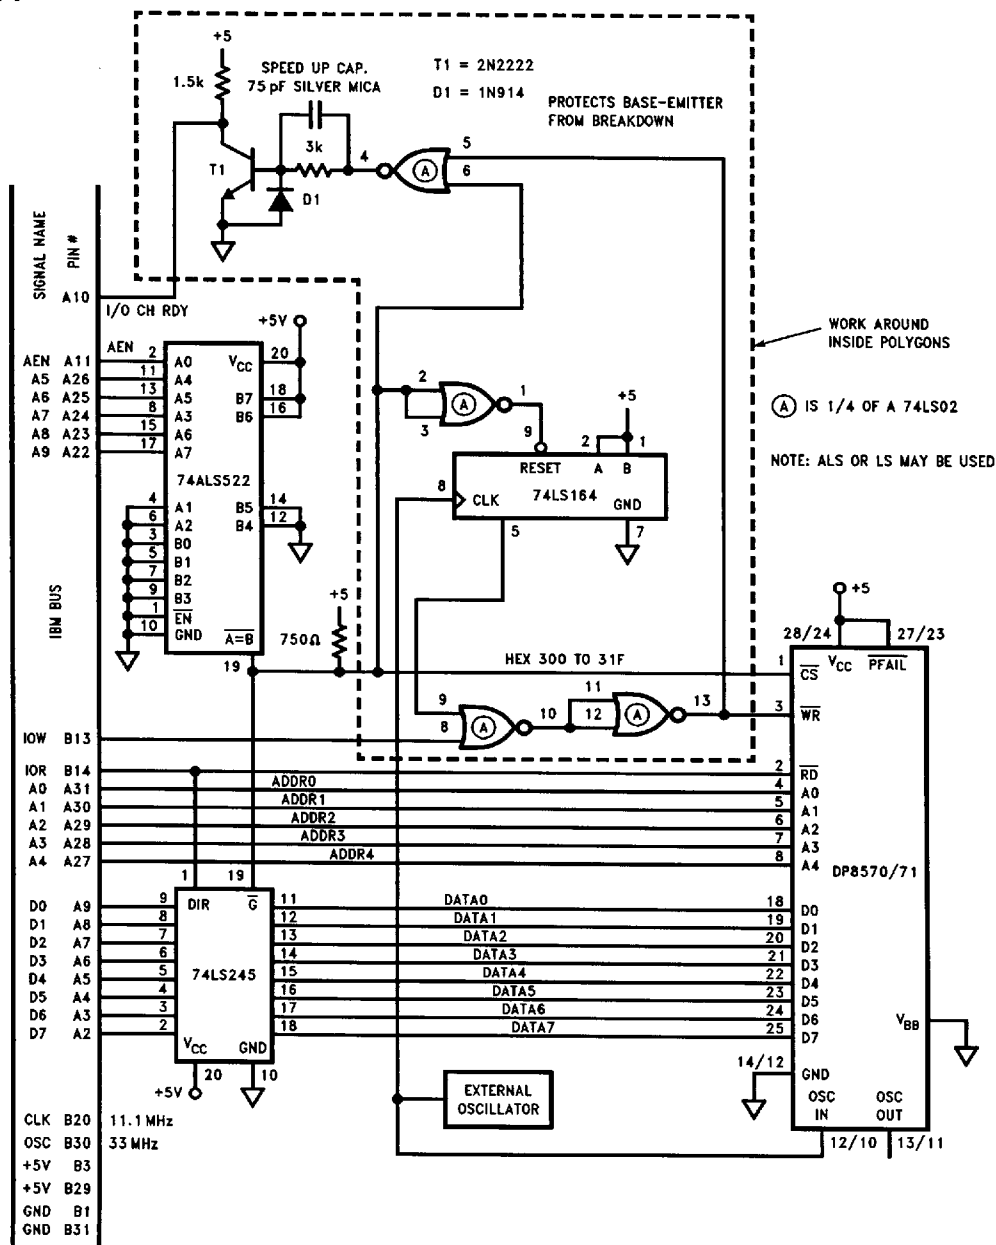 +5
1.5k
SPEED UP CAP.
75 pF SILVER MICA
T1 = 2N2222
D1 = 1N914
PROTECTS BASE-EMITTER
FROM BREAKDOWN
3k
4
A
5
6
T1
D1
SIGNAL NAME
PIN #
A10
I/O CH RDY
WORK AROUND
INSIDE POLYGONS
A IS 1/4 OF A 74LS02
NOTE: ALS OR LS MAY BE USED
+5V
AEN
AEN A11 2 A0 VCC 20
A5 A26 11 A4
A6 A25 13 A5 B7 18
A7 A24 8 A3 B6 16
A8 A23 15 A6
A9 A22 17 A7
74ALS522
4 A1 B5 14
6 A2 B4 12
3 B0
5 B1
7 B2
9 B3
1 EN
10 GND
A=B
19
IBM BUS
+5
750Ω
2
3
A
1
+5
9
2
1
RESET A B
8
CLK
74LS164
GND
5
7
HEX 300 TO 31F
9
8
A
10
11
12
A
13
+5
28/24
27/23
VCC
PFAIL
1 CS
3 WR
2 RD
4 A0
5 A1
6 A2
7 A3
8 A4
DP8570/71
IOW B13
IOR B14
A0 A31 ADDR0
A1 A30 ADDR1
A2 A29 ADDR2
A3 A28 ADDR3
A4 A27 ADDR4
1
19
DIR
G
D0 A9 9 11 DATA0 18 D0
D1 A8 8 12 DATA1 19 D1
D2 A7 7 13 DATA2 20 D2
D3 A6 6 14 DATA3 21 D3
D4 A5 5 15 DATA4 22 D4
D5 A4 4 16 DATA5 23 D5
D6 A3 3 17 DATA6 24 D6
D7 A2 2 18 DATA7 25 D7
74LS245
VCC
GND
20
10
+5V
VBB
14/12
GND
OSC
IN
OSC
OUT
12/10
13/11
EXTERNAL
OSCILLATOR
CLK B20 11.1 MHz
OSC B30 33 MHz
+5V B3
+5V B29
GND B1
GND B31